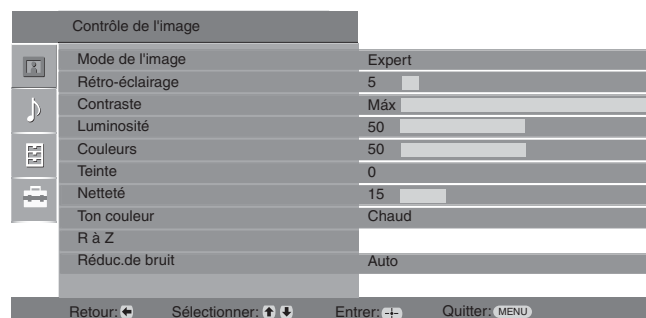 Contrôle de l'image
Mode de l'image Expert
Rétro-éclairage 5
Contraste Máx
Luminosité 50
Couleurs 50
Teinte 0
Netteté 15
Ton couleur Chaud
R à Z
Réduc.de bruit Auto
Retour: Sélectionner: Entrer: Quitter: MENU